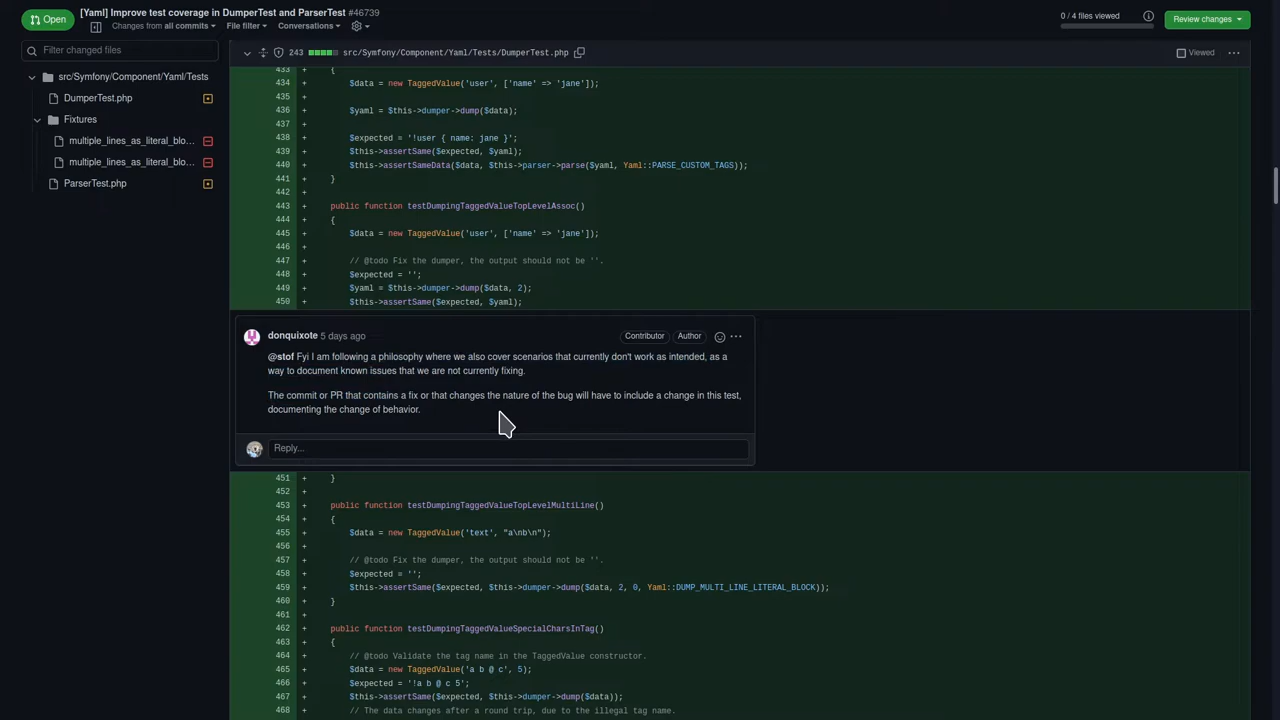 Open
[Yaml] Improve test coverage in DumperTest and ParserTest #46739
Changes from all commits
File filter
Conversations
0 / 4 files viewed
Review changes
Filter changed files
src/Symfony/Component/Yaml/Tests
DumperTest.php
Fixtures
multiple_lines_as_literal_blo...
multiple_lines_as_literal_blo...
ParserTest.php
243 src/Symfony/Component/Yaml/Tests/DumperTest.php
Viewed
433 + {
434 + $data = new TaggedValue('user', ['name' => 'jane']);
435 +
436 + $yaml = $this->dumper->dump($data);
437 +
438 + $expected = '!user { name: jane }';
439 + $this->assertSame($expected, $yaml);
440 + $this->assertSameData($data, $this->parser->parse($yaml, Yaml::PARSE_CUSTOM_TAGS));
441 + }
442 +
443 + public function testDumpingTaggedValueTopLevelAssoc()
444 + {
445 + $data = new TaggedValue('user', ['name' => 'jane']);
446 +
447 + // @todo Fix the dumper, the output should not be ''.
448 + $expected = '';
449 + $yaml = $this->dumper->dump($data, 2);
450 + $this->assertSame($expected, $yaml);
donquixote 5 days ago
Contributor
Author
@stof Fyi I am following a philosophy where we also cover scenarios that currently don't work as intended, as a
way to document known issues that we are not currently fixing.
The commit or PR that contains a fix or that changes the nature of the bug will have to include a change in this test,
documenting the change of behavior.
Reply...
451 + }
452 +
453 + public function testDumpingTaggedValueTopLevelMultiLine()
454 + {
455 + $data = new TaggedValue('text', "a\nb\n");
456 +
457 + // @todo Fix the dumper, the output should not be ''.
458 + $expected = '';
459 + $this->assertSame($expected, $this->dumper->dump($data, 2, 0, Yaml::DUMP_MULTI_LINE_LITERAL_BLOCK));
460 + }
461 +
462 + public function testDumpingTaggedValueSpecialCharsInTag()
463 + {
464 + // @todo Validate the tag name in the TaggedValue constructor.
465 + $data = new TaggedValue('a b @ c', 5);
466 + $expected = '!a b @ c 5';
467 + $this->assertSame($expected, $this->dumper->dump($data));
468 + // The data changes after a round trip, due to the illegal tag name.